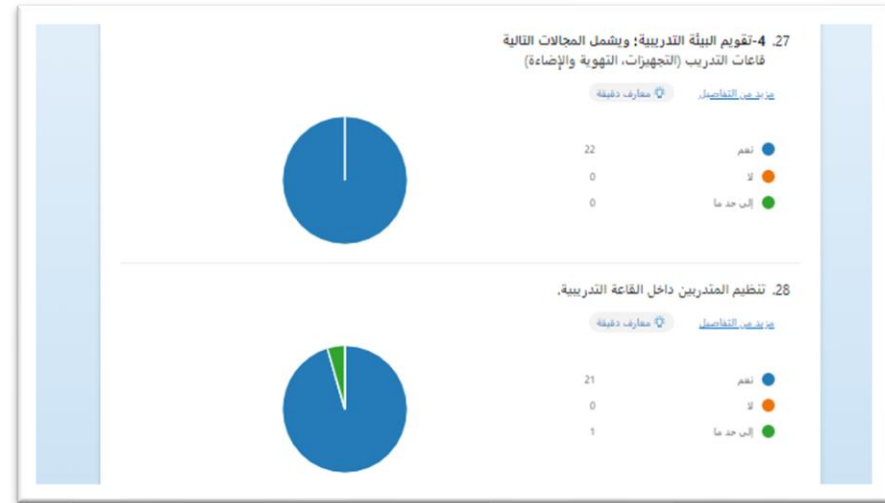 27. 4-تقويم البيئة التدريبية؛ ويشمل المجالات التالية
قاعات التدريب (التجهيزات، التهوية والإضاءة)
مزيد من التفاصيل معارف دقيقة
نعم 22
لا 0
إلى حد ما 0
28. تنظيم المتدربين داخل القاعة التدريبية.
مزيد من التفاصيل معارف دقيقة
نعم 21
لا 0
إلى حد ما 1